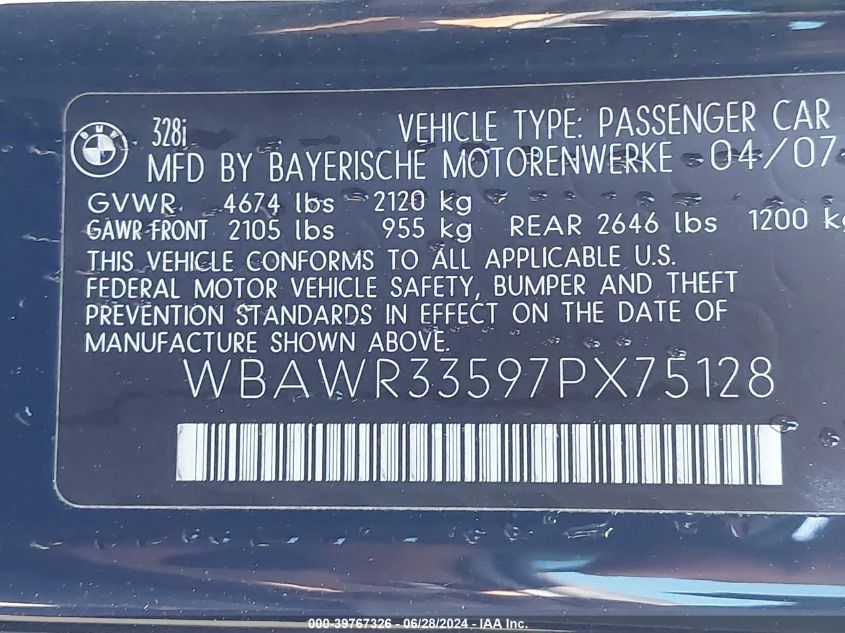 BMW
328i VEHICLE TYPE: PASSENGER CAR
MFD BY BAYERISCHE MOTORENWERKE 04/07
GVWR 4674 lbs 2120 kg
GAWR FRONT 2105 lbs 955 kg REAR 2646 lbs 1200 kg
THIS VEHICLE CONFORMS TO ALL APPLICABLE U.S.
FEDERAL MOTOR VEHICLE SAFETY, BUMPER AND THEFT
PREVENTION STANDARDS IN EFFECT ON THE DATE OF
MANUFACTURE SHOWN ABOVE.
WBAWR33597PX75128
000-39767326 - 06/28/2024 - IAA Inc.